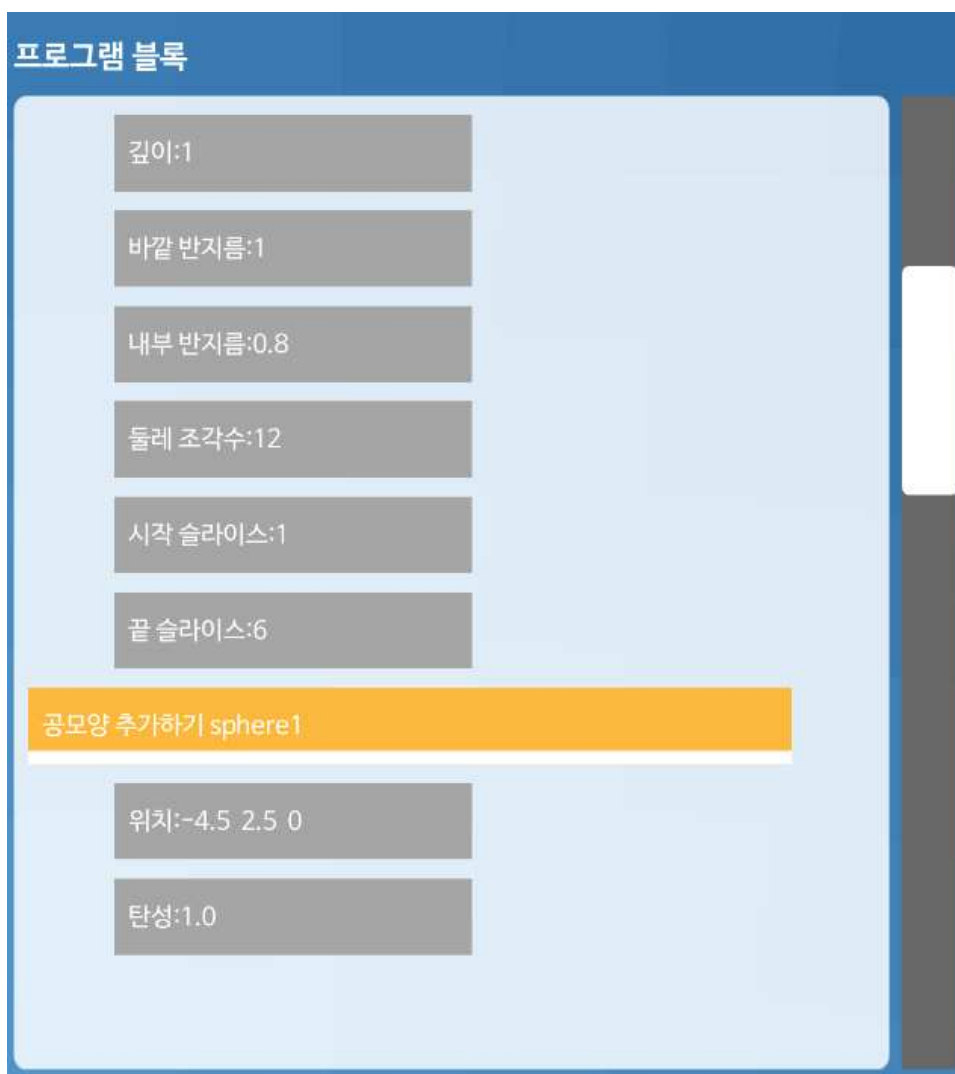 프로그램 블록
깊이:1
바깥 반지름:1
내부 반지름:0.8
둘레 조각수:12
시작 슬라이스:1
끝 슬라이스:6
공모양 추가하기 sphere1
위치:-4.5 2.5 0
탄성:1.0